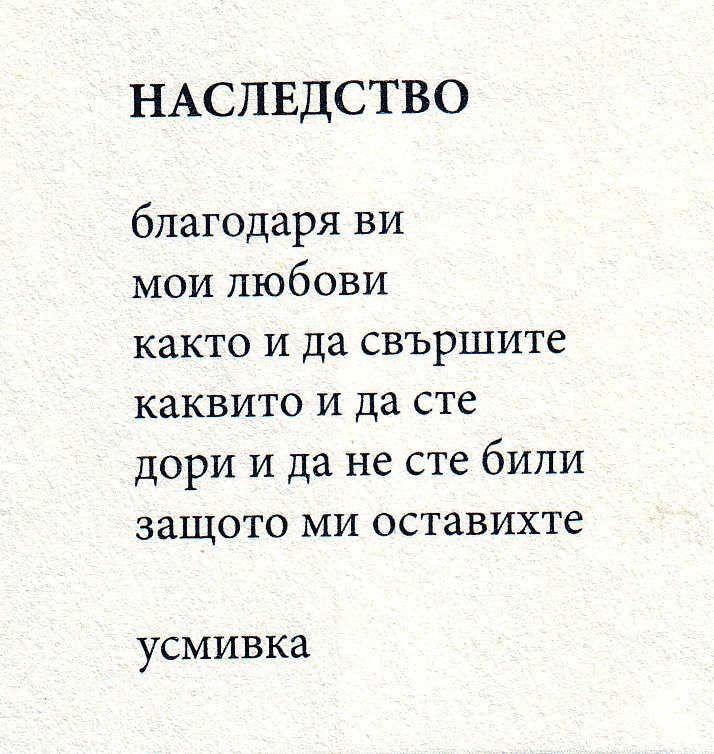 НАСЛЕДСТВО
благодаря ви
мои любови
както и да свършите
каквито и да сте
дори и да не сте били
защото ми оставихте
усмивка